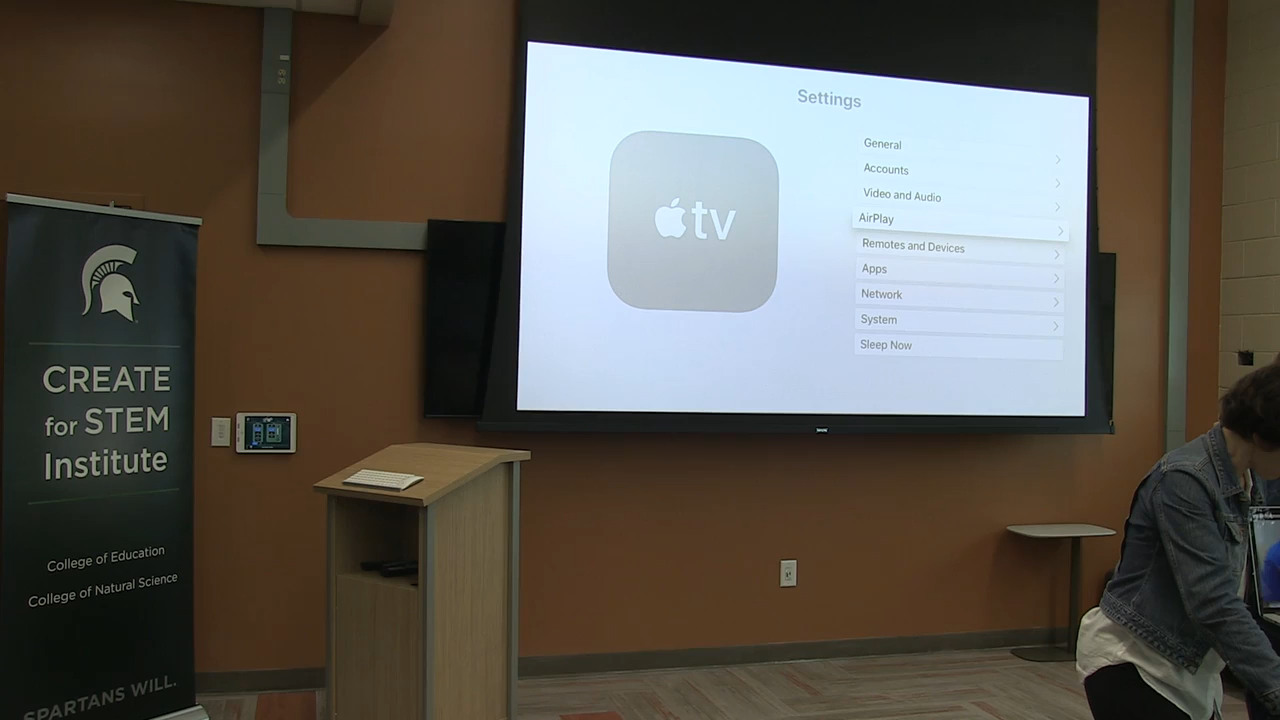 CREATE
for STEM
Institute
College of Education
College of Natural Science
SPARTANS WILL.
Settings
tv
General
Accounts
Video and Audio
AirPlay
Remotes and Devices
Apps
Network
System
Sleep Now